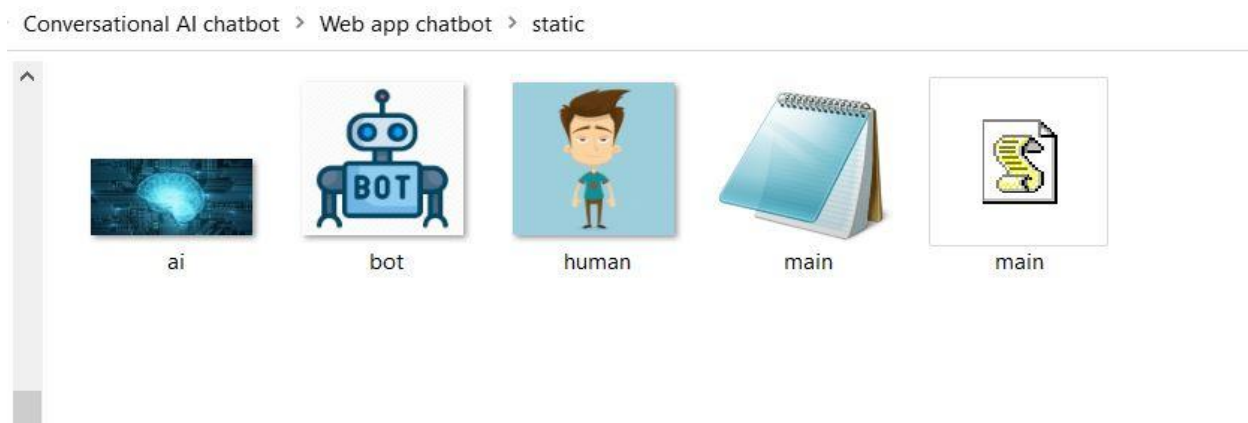 Conversational AI chatbot > Web app chatbot > static
BOT
ai
bot
human
main
main